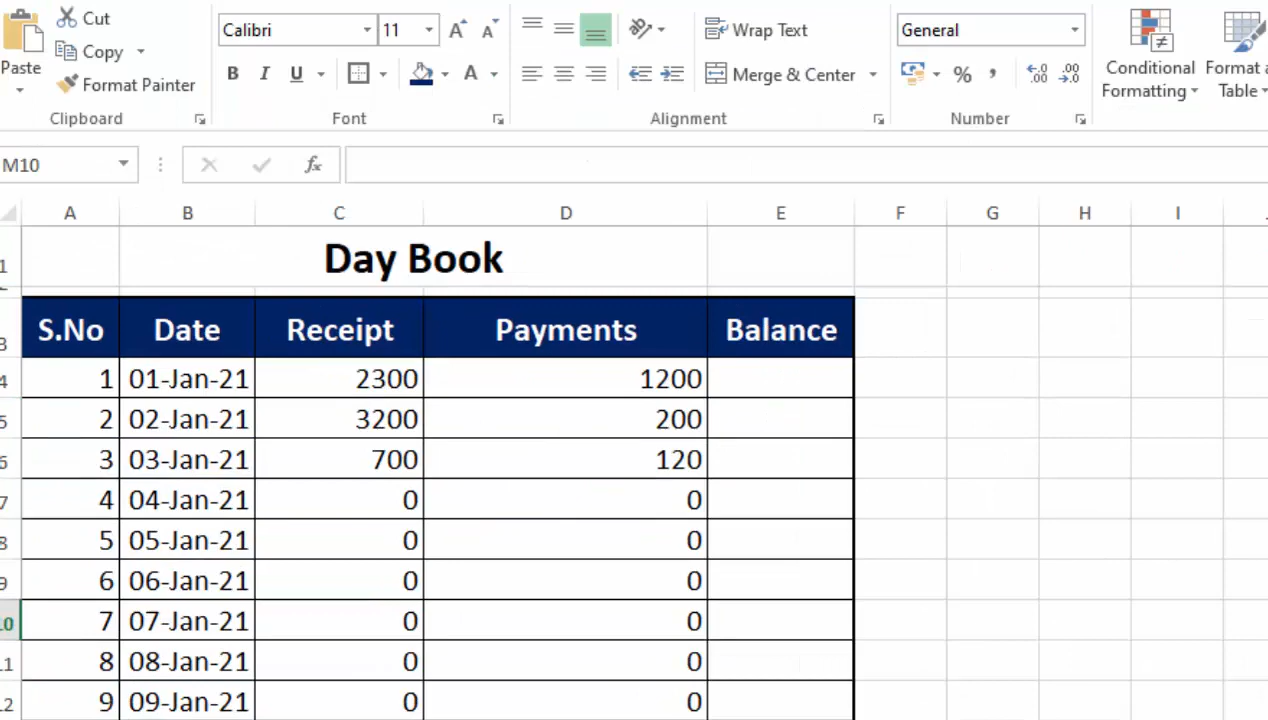 Cut
Copy
Paste
Format Painter
Clipboard
Calibri 11
B I U A
Font
Wrap Text
Merge & Center
Alignment
General
% ,
Number
Conditional
Formatting
Format a
Table
M10 fx
A B C D E F G H I
1 Day Book
3 S.No Date Receipt Payments Balance
4 1 01-Jan-21 2300 1200
5 2 02-Jan-21 3200 200
6 3 03-Jan-21 700 120
7 4 04-Jan-21 0 0
8 5 05-Jan-21 0 0
9 6 06-Jan-21 0 0
10 7 07-Jan-21 0 0
11 8 08-Jan-21 0 0
12 9 09-Jan-21 0 0